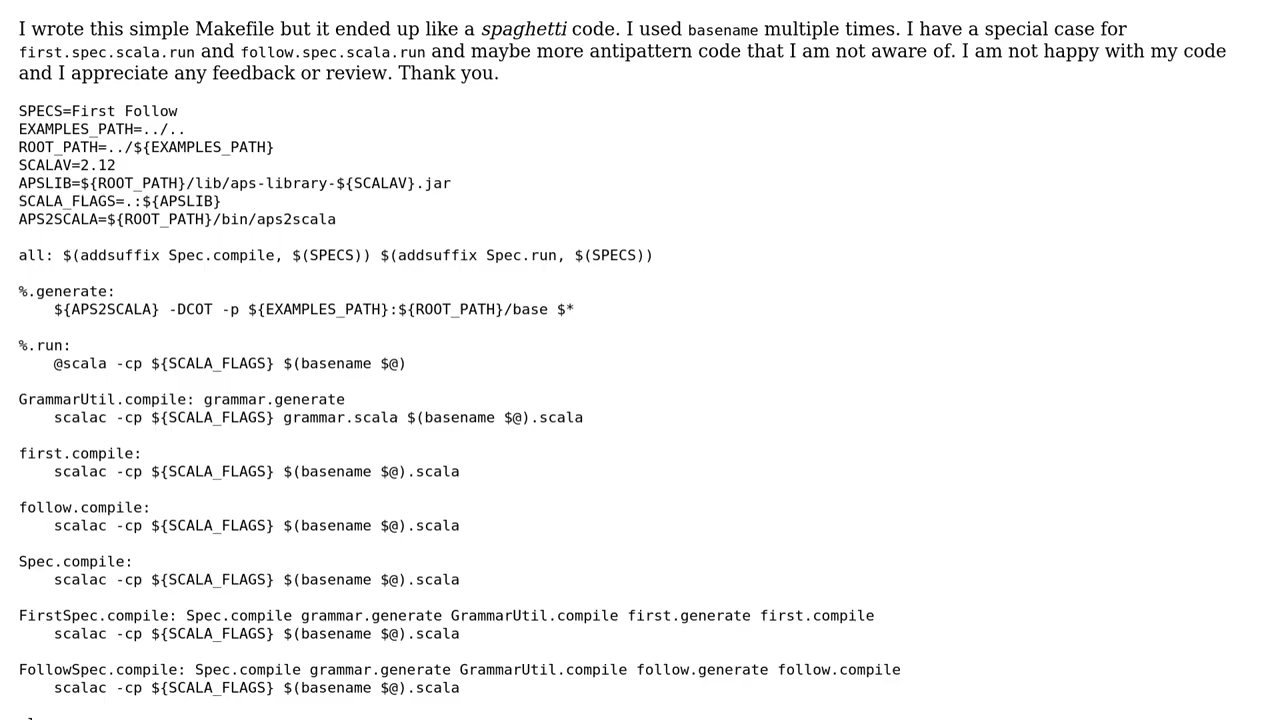 I wrote this simple Makefile but it ended up like a spaghetti code. I used basename multiple times. I have a special case for
first.spec.scala.run and follow.spec.scala.run and maybe more antipattern code that I am not aware of. I am not happy with my code
and I appreciate any feedback or review. Thank you.
SPECS=First Follow
EXAMPLES_PATH=../..
ROOT_PATH=../${EXAMPLES_PATH}
SCALAV=2.12
APSLIB=${ROOT_PATH}/lib/aps-library-${SCALAV}.jar
SCALA_FLAGS=.:${APSLIB}
APS2SCALA=${ROOT_PATH}/bin/aps2scala
all: $(addsuffix Spec.compile, $(SPECS)) $(addsuffix Spec.run, $(SPECS))
%.generate:
    ${APS2SCALA} -DCOT -p ${EXAMPLES_PATH}:${ROOT_PATH}/base $*
%.run:
    @scala -cp ${SCALA_FLAGS} $(basename $@)
GrammarUtil.compile: grammar.generate
    scalac -cp ${SCALA_FLAGS} grammar.scala $(basename $@).scala
first.compile:
    scalac -cp ${SCALA_FLAGS} $(basename $@).scala
follow.compile:
    scalac -cp ${SCALA_FLAGS} $(basename $@).scala
Spec.compile:
    scalac -cp ${SCALA_FLAGS} $(basename $@).scala
FirstSpec.compile: Spec.compile grammar.generate GrammarUtil.compile first.generate first.compile
    scalac -cp ${SCALA_FLAGS} $(basename $@).scala
FollowSpec.compile: Spec.compile grammar.generate GrammarUtil.compile follow.generate follow.compile
    scalac -cp ${SCALA_FLAGS} $(basename $@).scala